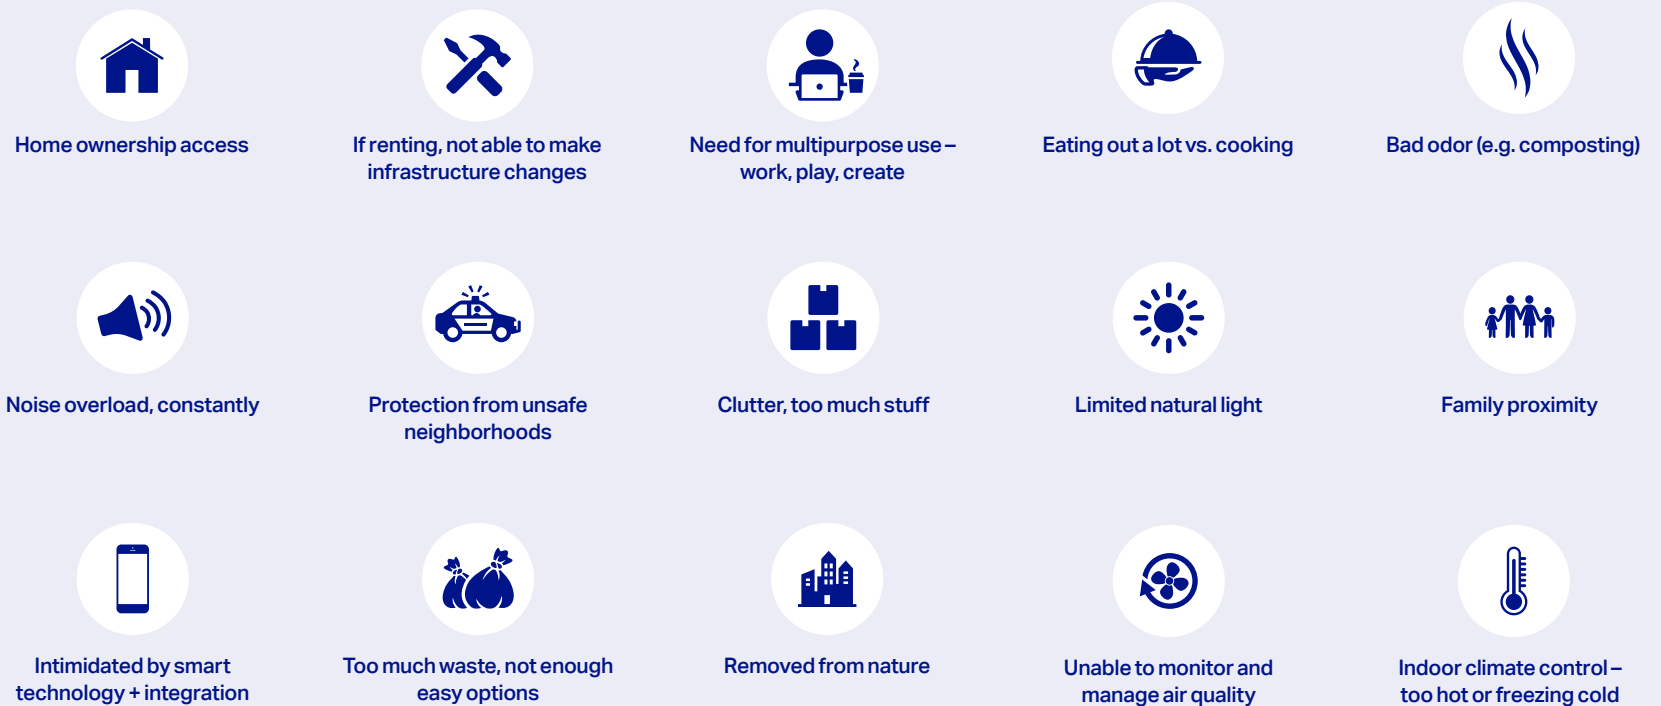 Home ownership access
If renting, not able to make
infrastructure changes
Need for multipurpose use –
work, play, create
Eating out a lot vs. cooking
Bad odor (e.g. composting)
Noise overload, constantly
Protection from unsafe
neighborhoods
Clutter, too much stuff
Limited natural light
Family proximity
Intimidated by smart
technology + integration
Too much waste, not enough
easy options
Removed from nature
Unable to monitor and
manage air quality
Indoor climate control –
too hot or freezing cold